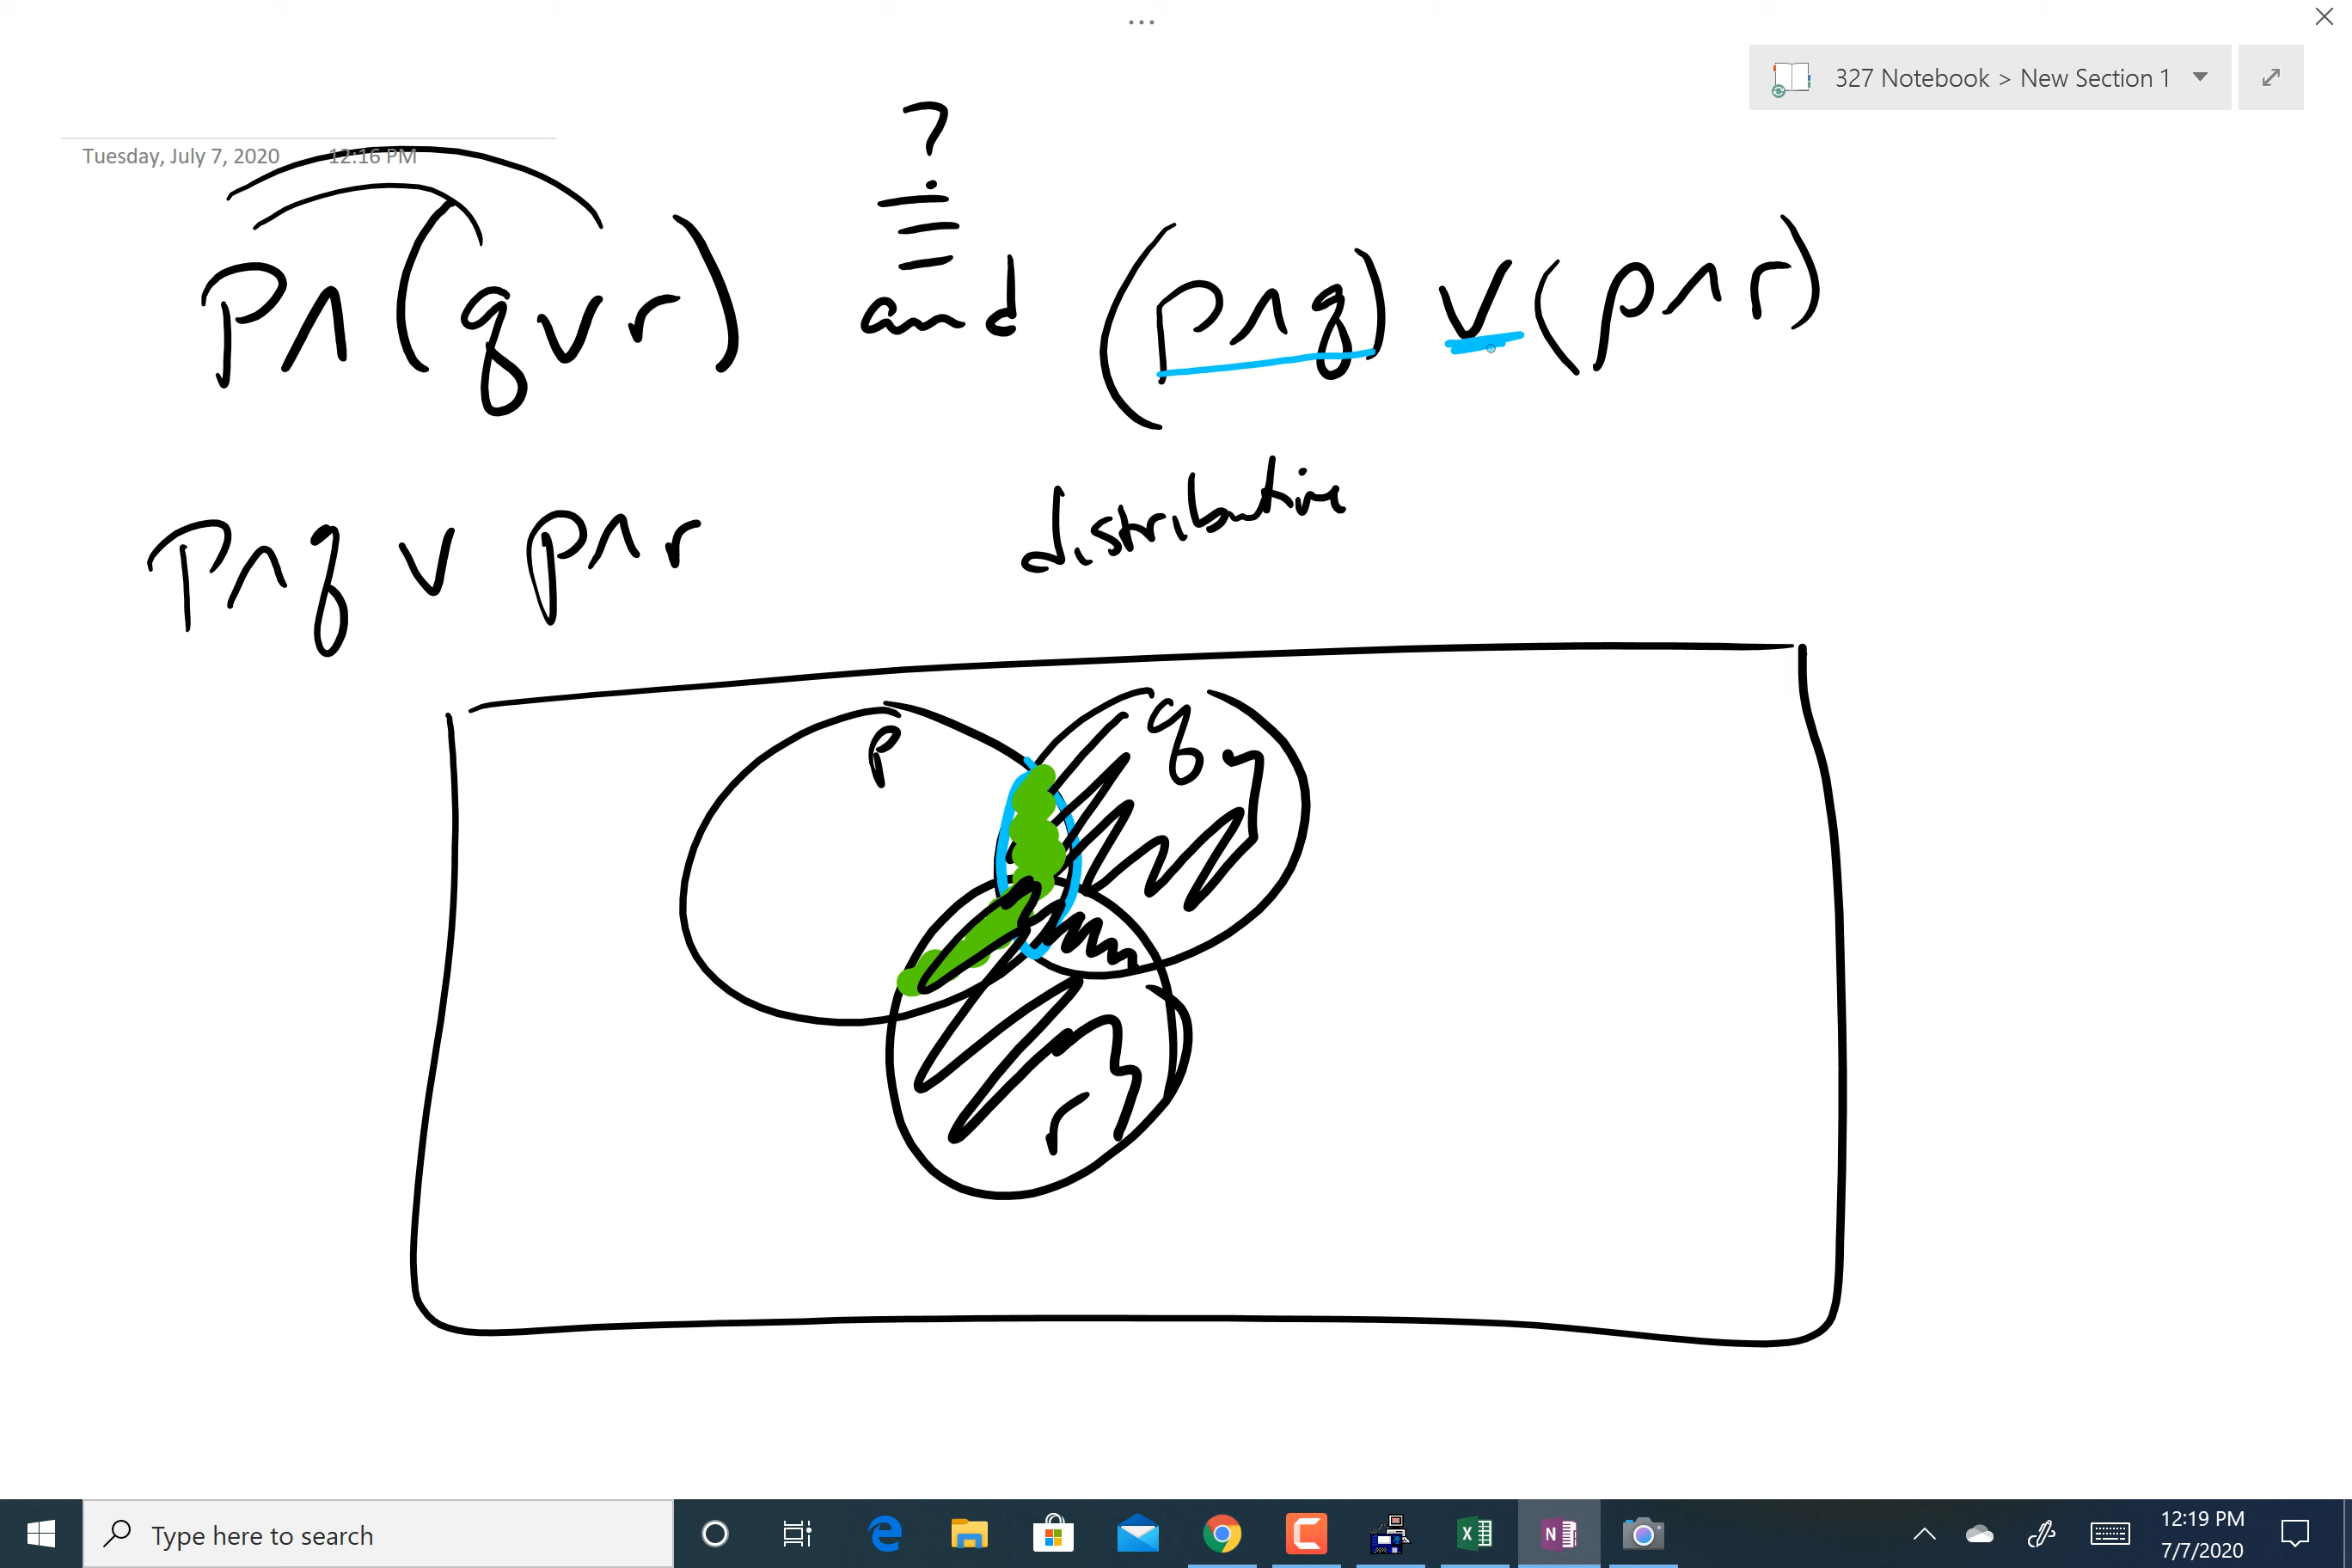 327 Notebook > New Section 1
Tuesday, July 7, 2020 12:16 PM
?
≡
p∧(q∨r) and (p∧q)∨(p∧r)
distributive
p∧q ∨ p∧r
p
q
r
Type here to search
12:19 PM
7/7/2020